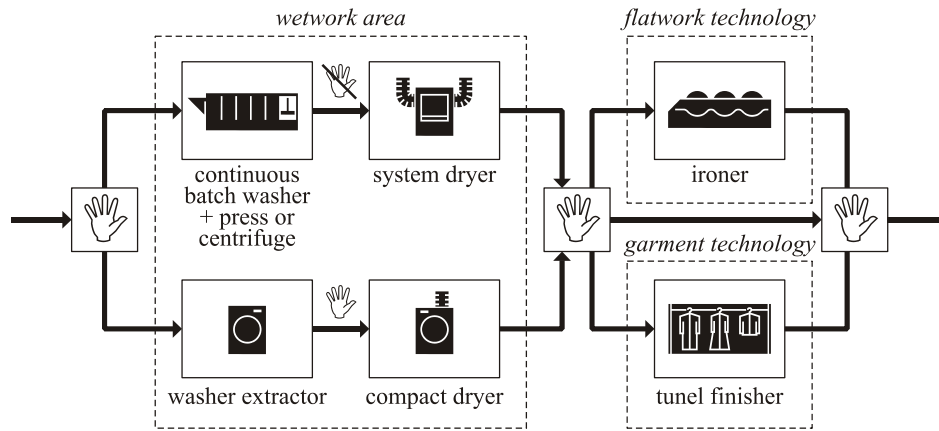 wetwork area
flatwork technology
continuous
batch washer
+ press or
centrifuge
system dryer
ironer
garment technology
washer extractor
compact dryer
tunel finisher